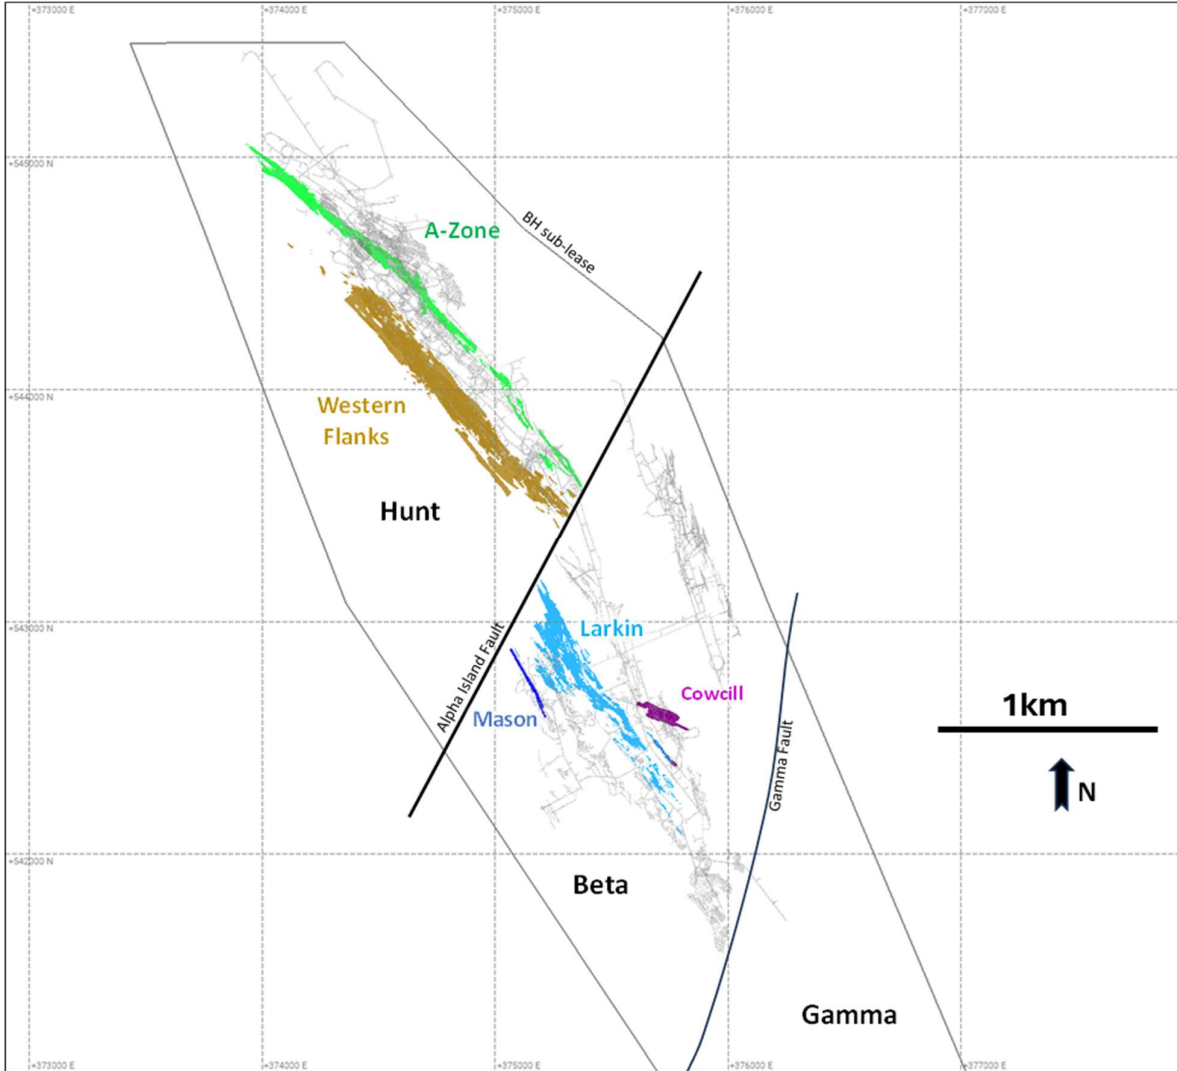 +373000 E
+374000 E
+375000 E
+376000 E
+377000 E
+545000 N
BH sub-lease
A-Zone
+544000 N
Western
Flanks
Hunt
+543000 N
Larkin
Alpha Island Fault
Mason
Cowcill
1km
Gamma Fault
N
+542000 N
Beta
Gamma
+373000 E
+374000 E
+375000 E
+376000 E
+377000 E